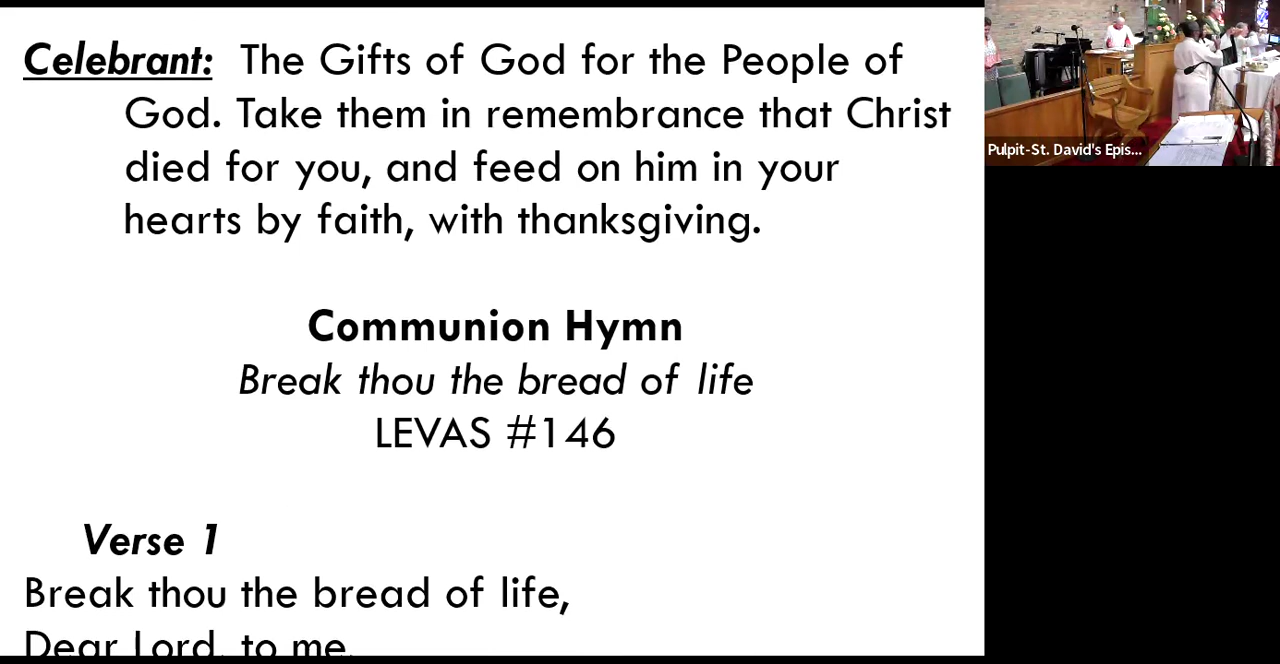 Celebrant: The Gifts of God for the People of
God. Take them in remembrance that Christ
died for you, and feed on him in your
hearts by faith, with thanksgiving.
Communion Hymn
Break thou the bread of life
LEVAS #146
Verse 1
Break thou the bread of life,
Dear Lord, to me,
Pulpit-St. David's Epis...